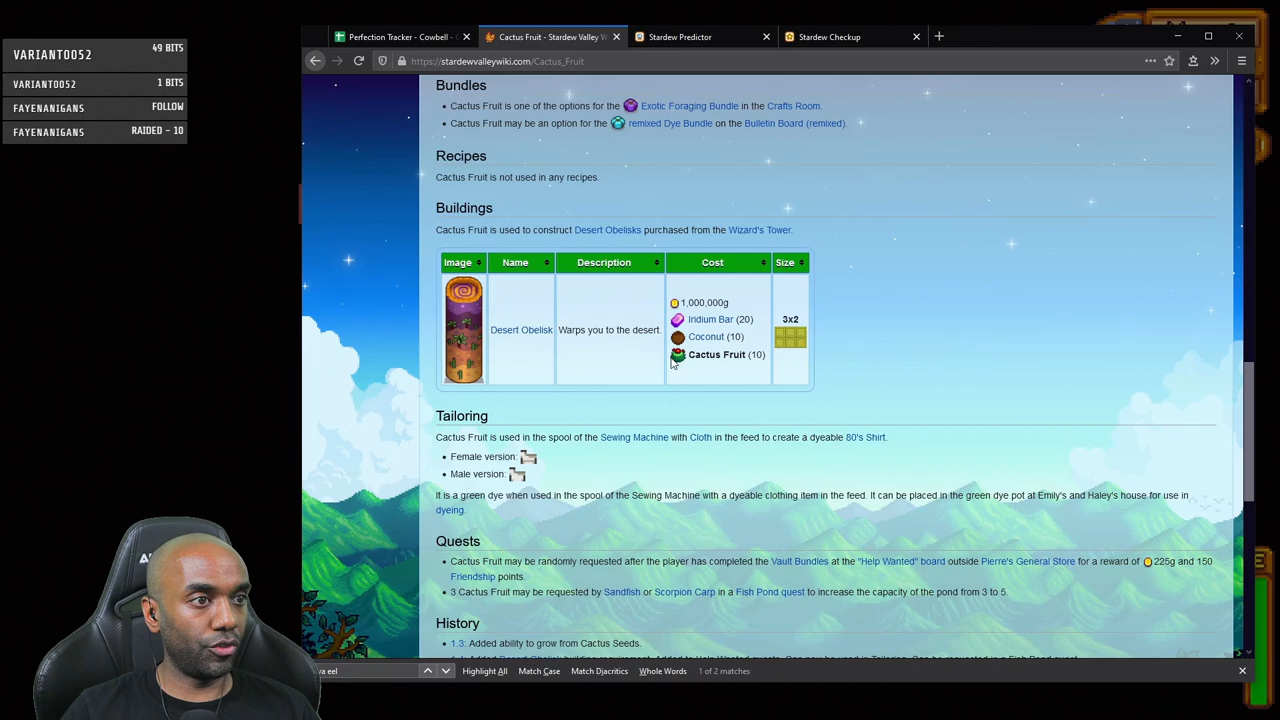 VARIANT0052 49 BITS
VARIANT0052 1 BITS
FAYENANIGANS FOLLOW
FAYENANIGANS RAIDED - 10
Perfection Tracker - Cowbell -
Cactus Fruit - Stardew Valley W
Stardew Predictor
Stardew Checkup
https://stardewvalleywiki.com/Cactus_Fruit
Bundles
• Cactus Fruit is one of the options for the Exotic Foraging Bundle in the Crafts Room.
• Cactus Fruit may be an option for the remixed Dye Bundle on the Bulletin Board (remixed).
Recipes
Cactus Fruit is not used in any recipes.
Buildings
Cactus Fruit is used to construct Desert Obelisks purchased from the Wizard's Tower.
Image Name Description Cost Size
1,000,000g
Iridium Bar (20)
3x2
Desert Obelisk Warps you to the desert.
Coconut (10)
Cactus Fruit (10)
Tailoring
Cactus Fruit is used in the spool of the Sewing Machine with Cloth in the feed to create a dyeable 80's Shirt.
• Female version:
• Male version:
It is a green dye when used in the spool of the Sewing Machine with a dyeable clothing item in the feed. It can be placed in the green dye pot at Emily's and Haley's house for use in
dyeing.
Quests
• Cactus Fruit may be randomly requested after the player has completed the Vault Bundles at the "Help Wanted" board outside Pierre's General Store for a reward of 225g and 150
Friendship points.
• 3 Cactus Fruit may be requested by Sandfish or Scorpion Carp in a Fish Pond quest to increase the capacity of the pond from 3 to 5.
History
• 1.3: Added ability to grow from Cactus Seeds.
va eel Highlight All Match Case Match Diacritics Whole Words 1 of 2 matches